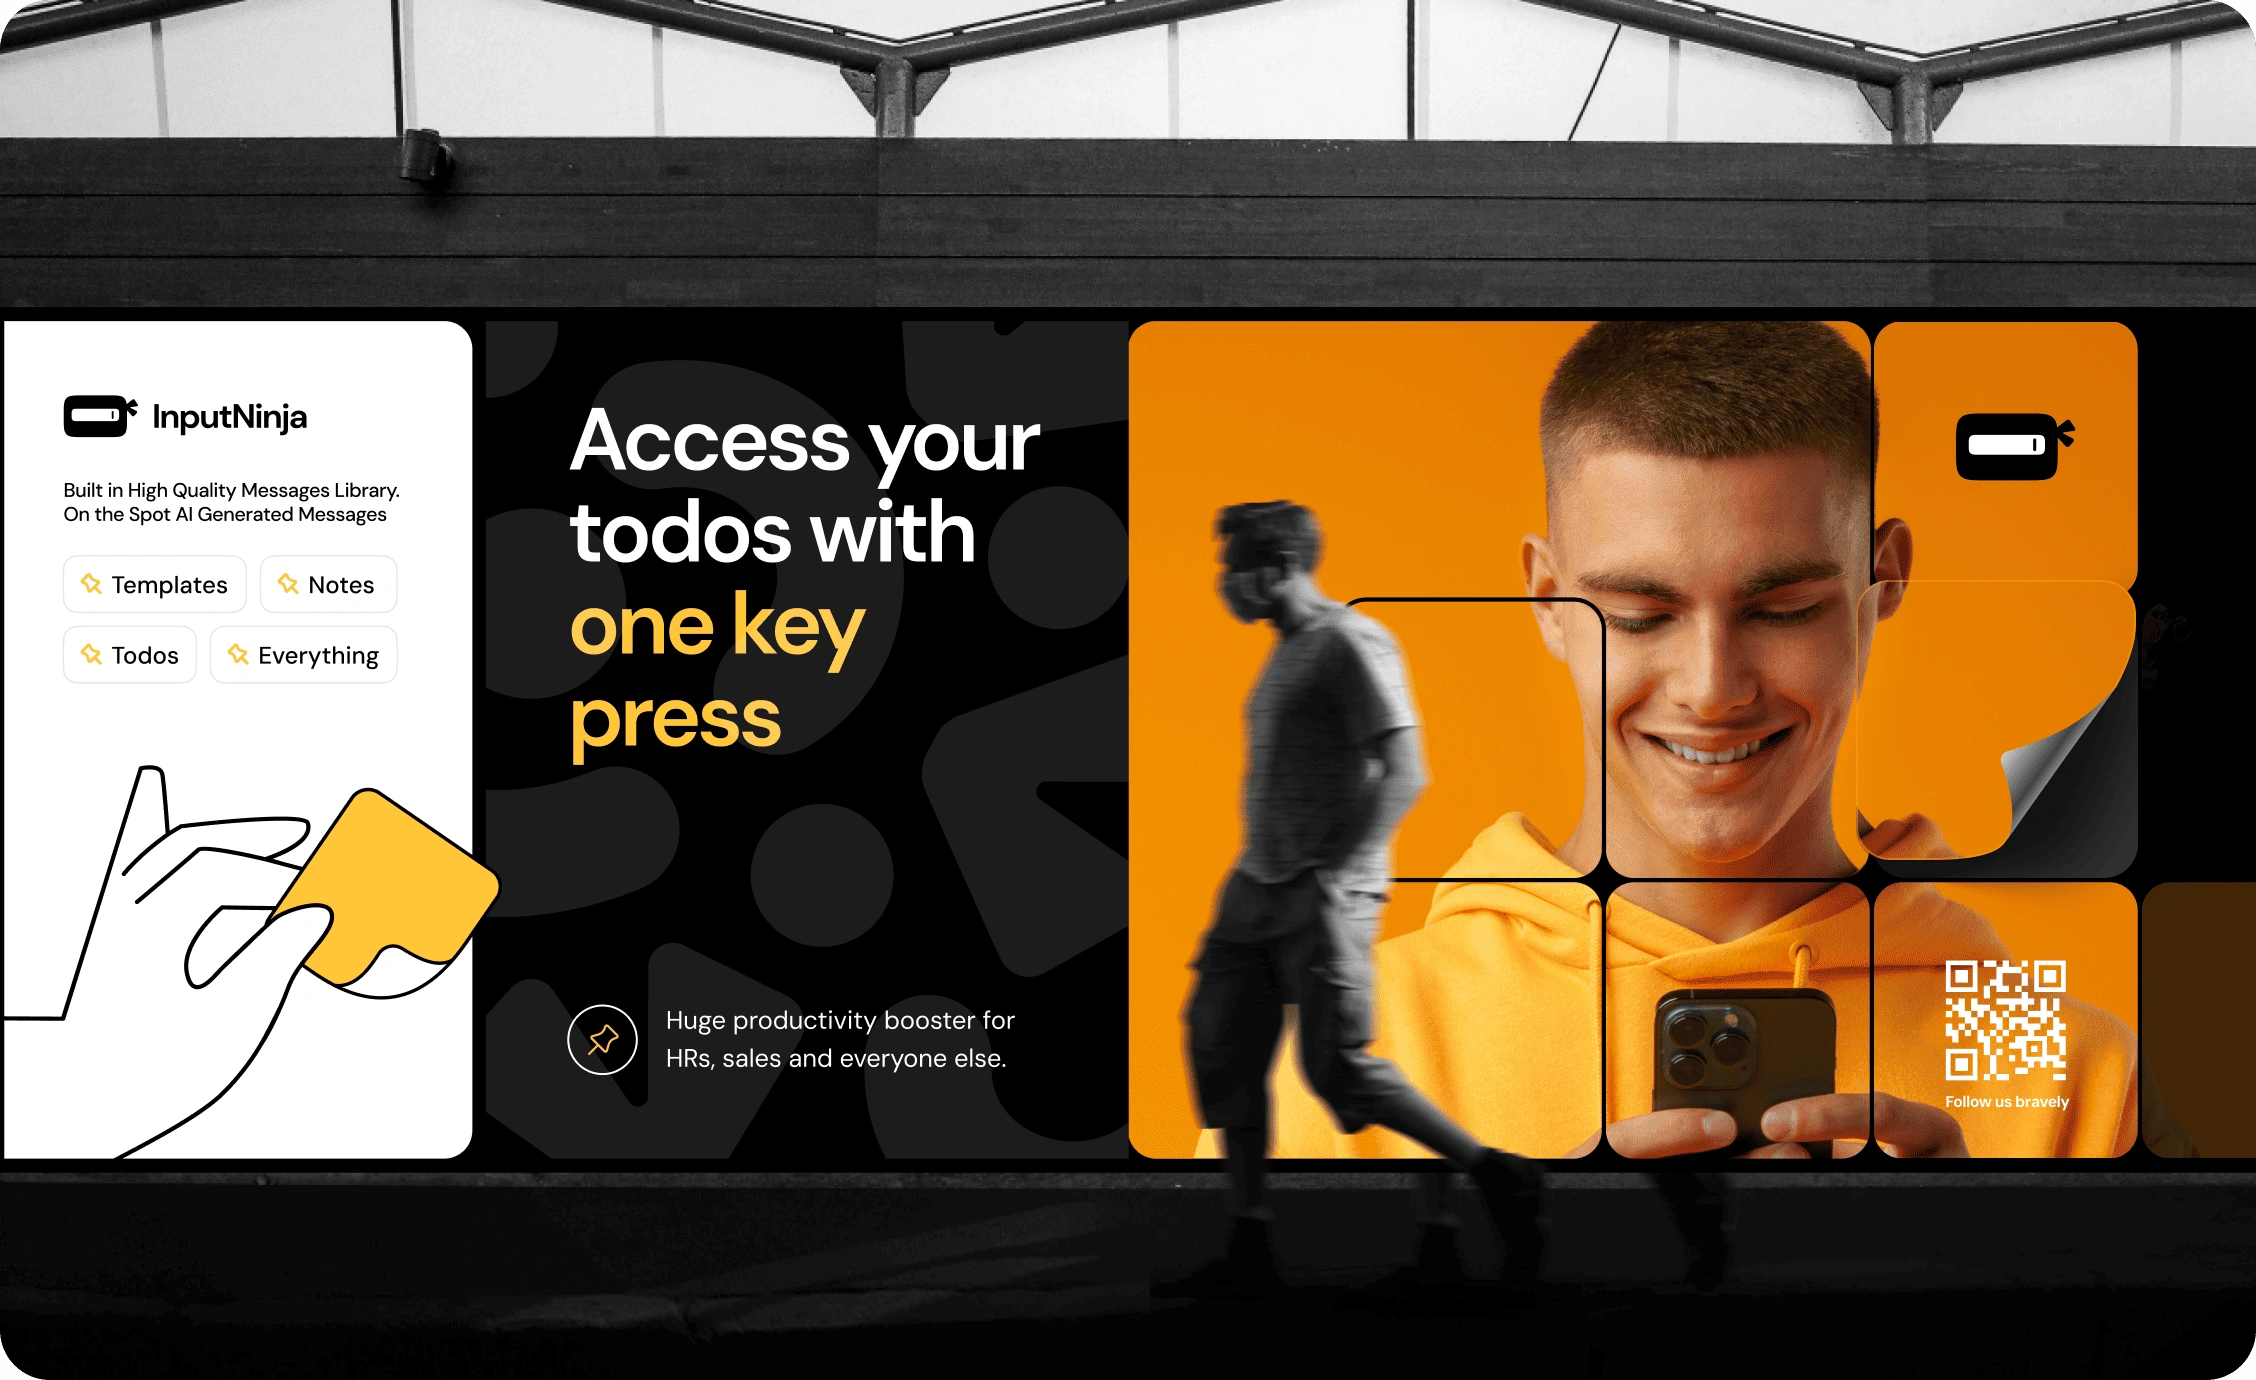 InputNinja
Built in High Quality Messages Library.
On the Spot AI Generated Messages
Templates
Notes
Todos
Everything
Access your
todos with
one key
press
Huge productivity booster for
HRs, sales and everyone else.
Follow us bravely